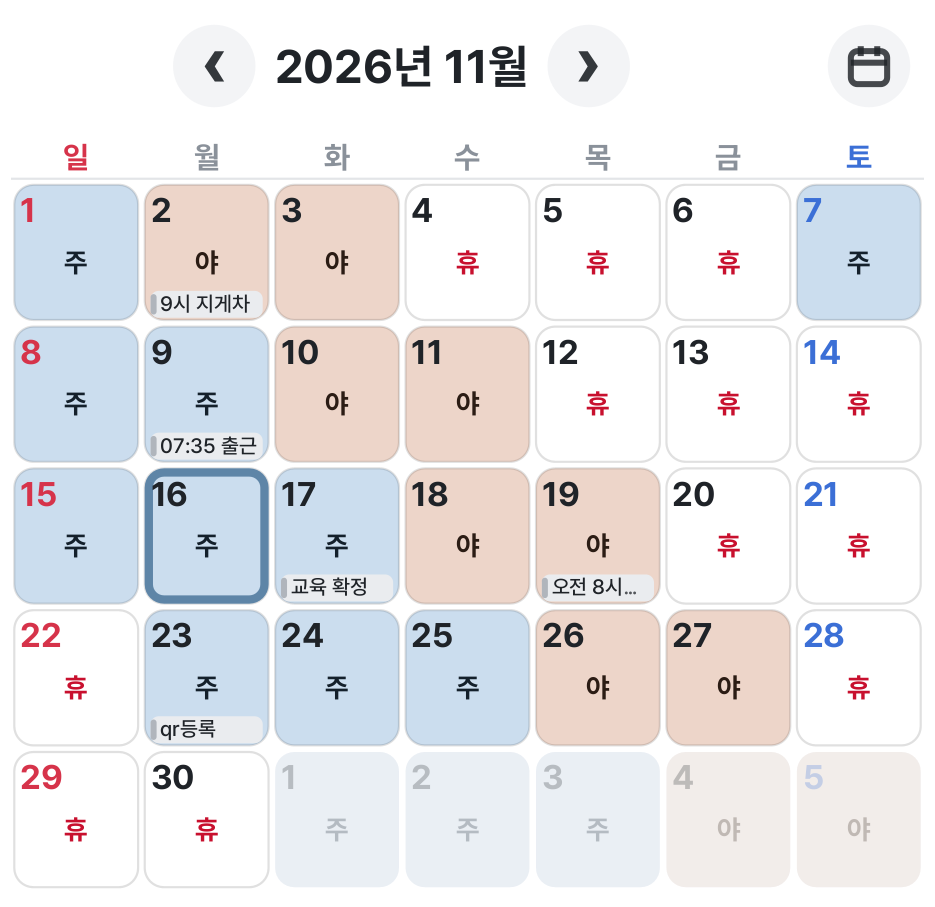 2026년 11월
일 월 화 수 목 금 토
1 2 3 4 5 6 7
주 야 야 휴 휴 휴 주
9시 지게차
8 9 10 11 12 13 14
주 주 야 야 휴 휴 휴
07:35 출근
15 16 17 18 19 20 21
주 주 주 야 야 휴 휴
교육 확정 오전 8시...
22 23 24 25 26 27 28
휴 주 주 주 야 야 휴
qr등록
29 30 1 2 3 4 5
휴 휴 주 주 주 야 야